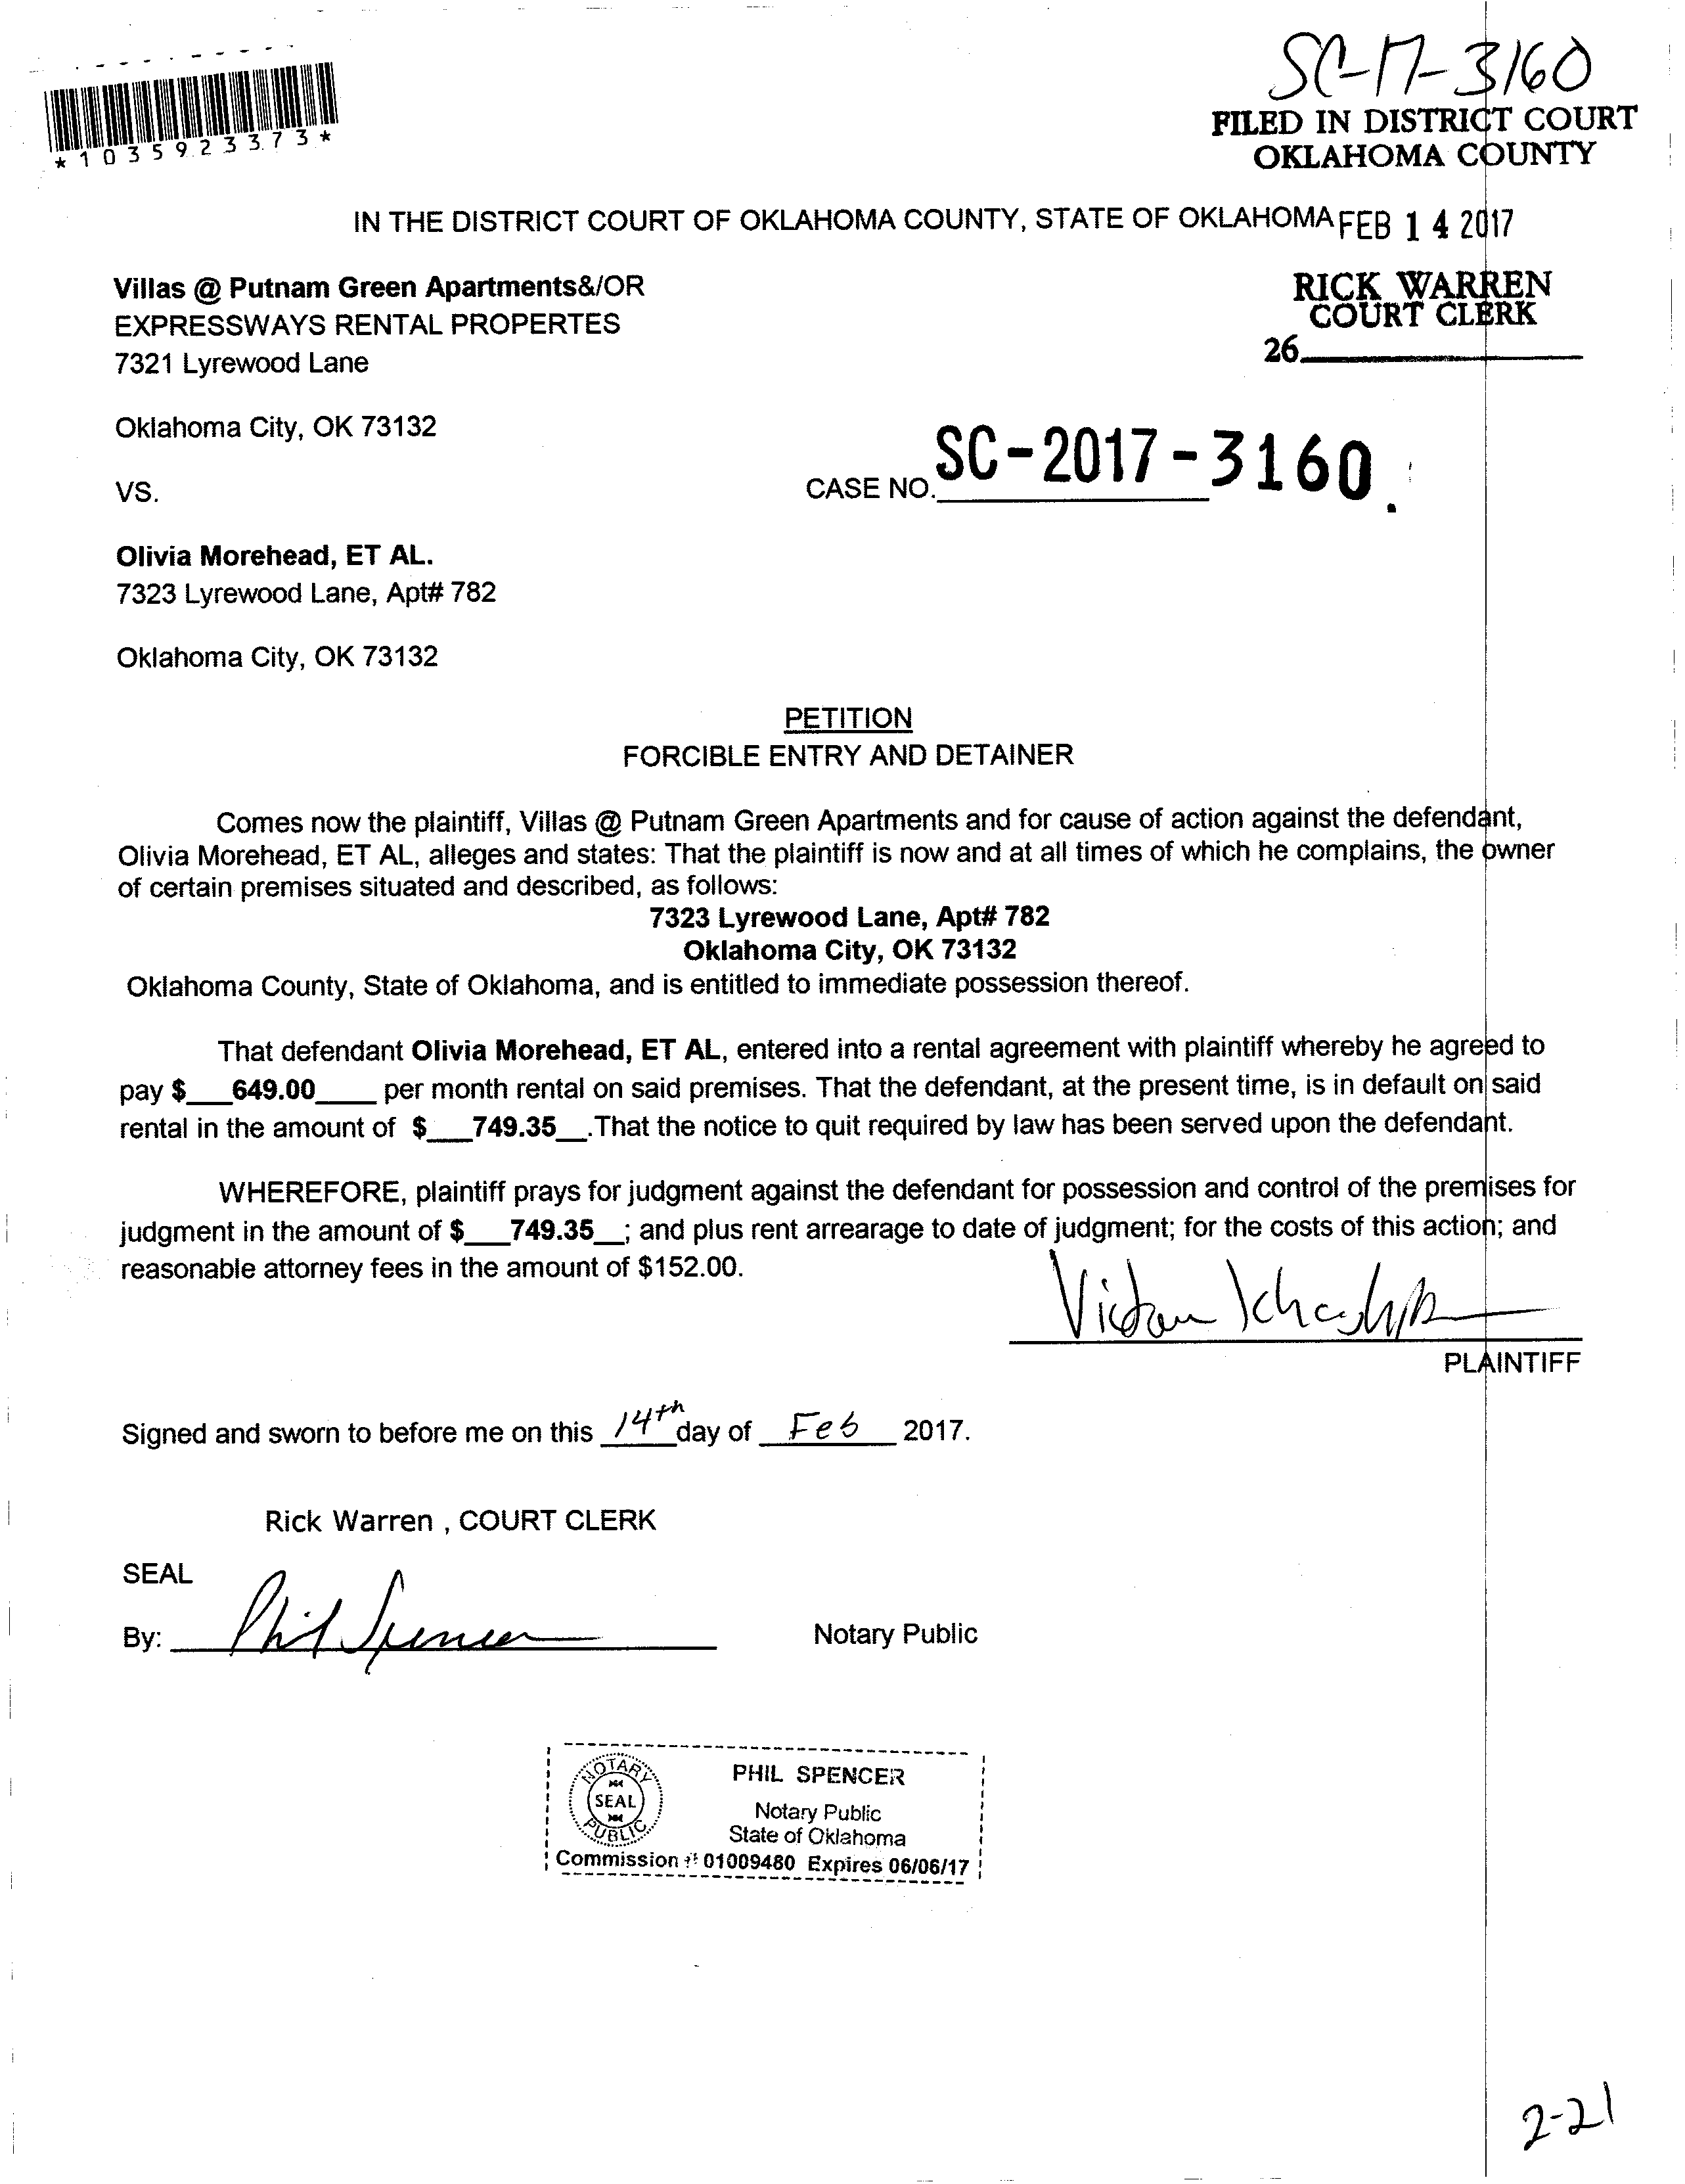 SC-17-3160
FILED IN DISTRICT COURT
OKLAHOMA COUNTY
*1035923373*
IN THE DISTRICT COURT OF OKLAHOMA COUNTY, STATE OF OKLAHOMA FEB 14 2017
Villas @ Putnam Green Apartments&/OR
EXPRESSWAYS RENTAL PROPERTES
7321 Lyrewood Lane
RICK WARREN
COURT CLERK
26
Oklahoma City, OK 73132
VS.
CASE NO. SC-2017-3160
Olivia Morehead, ET AL.
7323 Lyrewood Lane, Apt# 782
Oklahoma City, OK 73132
PETITION
FORCIBLE ENTRY AND DETAINER
Comes now the plaintiff, Villas @ Putnam Green Apartments and for cause of action against the defendant,
Olivia Morehead, ET AL, alleges and states: That the plaintiff is now and at all times of which he complains, the owner
of certain premises situated and described, as follows:
7323 Lyrewood Lane, Apt# 782
Oklahoma City, OK 73132
Oklahoma County, State of Oklahoma, and is entitled to immediate possession thereof.
That defendant Olivia Morehead, ET AL, entered into a rental agreement with plaintiff whereby he agreed to
pay $___649.00____ per month rental on said premises. That the defendant, at the present time, is in default on said
rental in the amount of $___749.35__.That the notice to quit required by law has been served upon the defendant.
WHEREFORE, plaintiff prays for judgment against the defendant for possession and control of the premises for
judgment in the amount of $___749.35__; and plus rent arrearage to date of judgment; for the costs of this action; and
reasonable attorney fees in the amount of $152.00.
PLAINTIFF
Signed and sworn to before me on this 14th day of Feb 2017.
Rick Warren , COURT CLERK
SEAL
By: Phil Spencer Notary Public
NOTARY
SEAL
PUBLIC
PHIL SPENCER
Notary Public
State of Oklahoma
Commission # 01009480 Expires 06/06/17
2-21